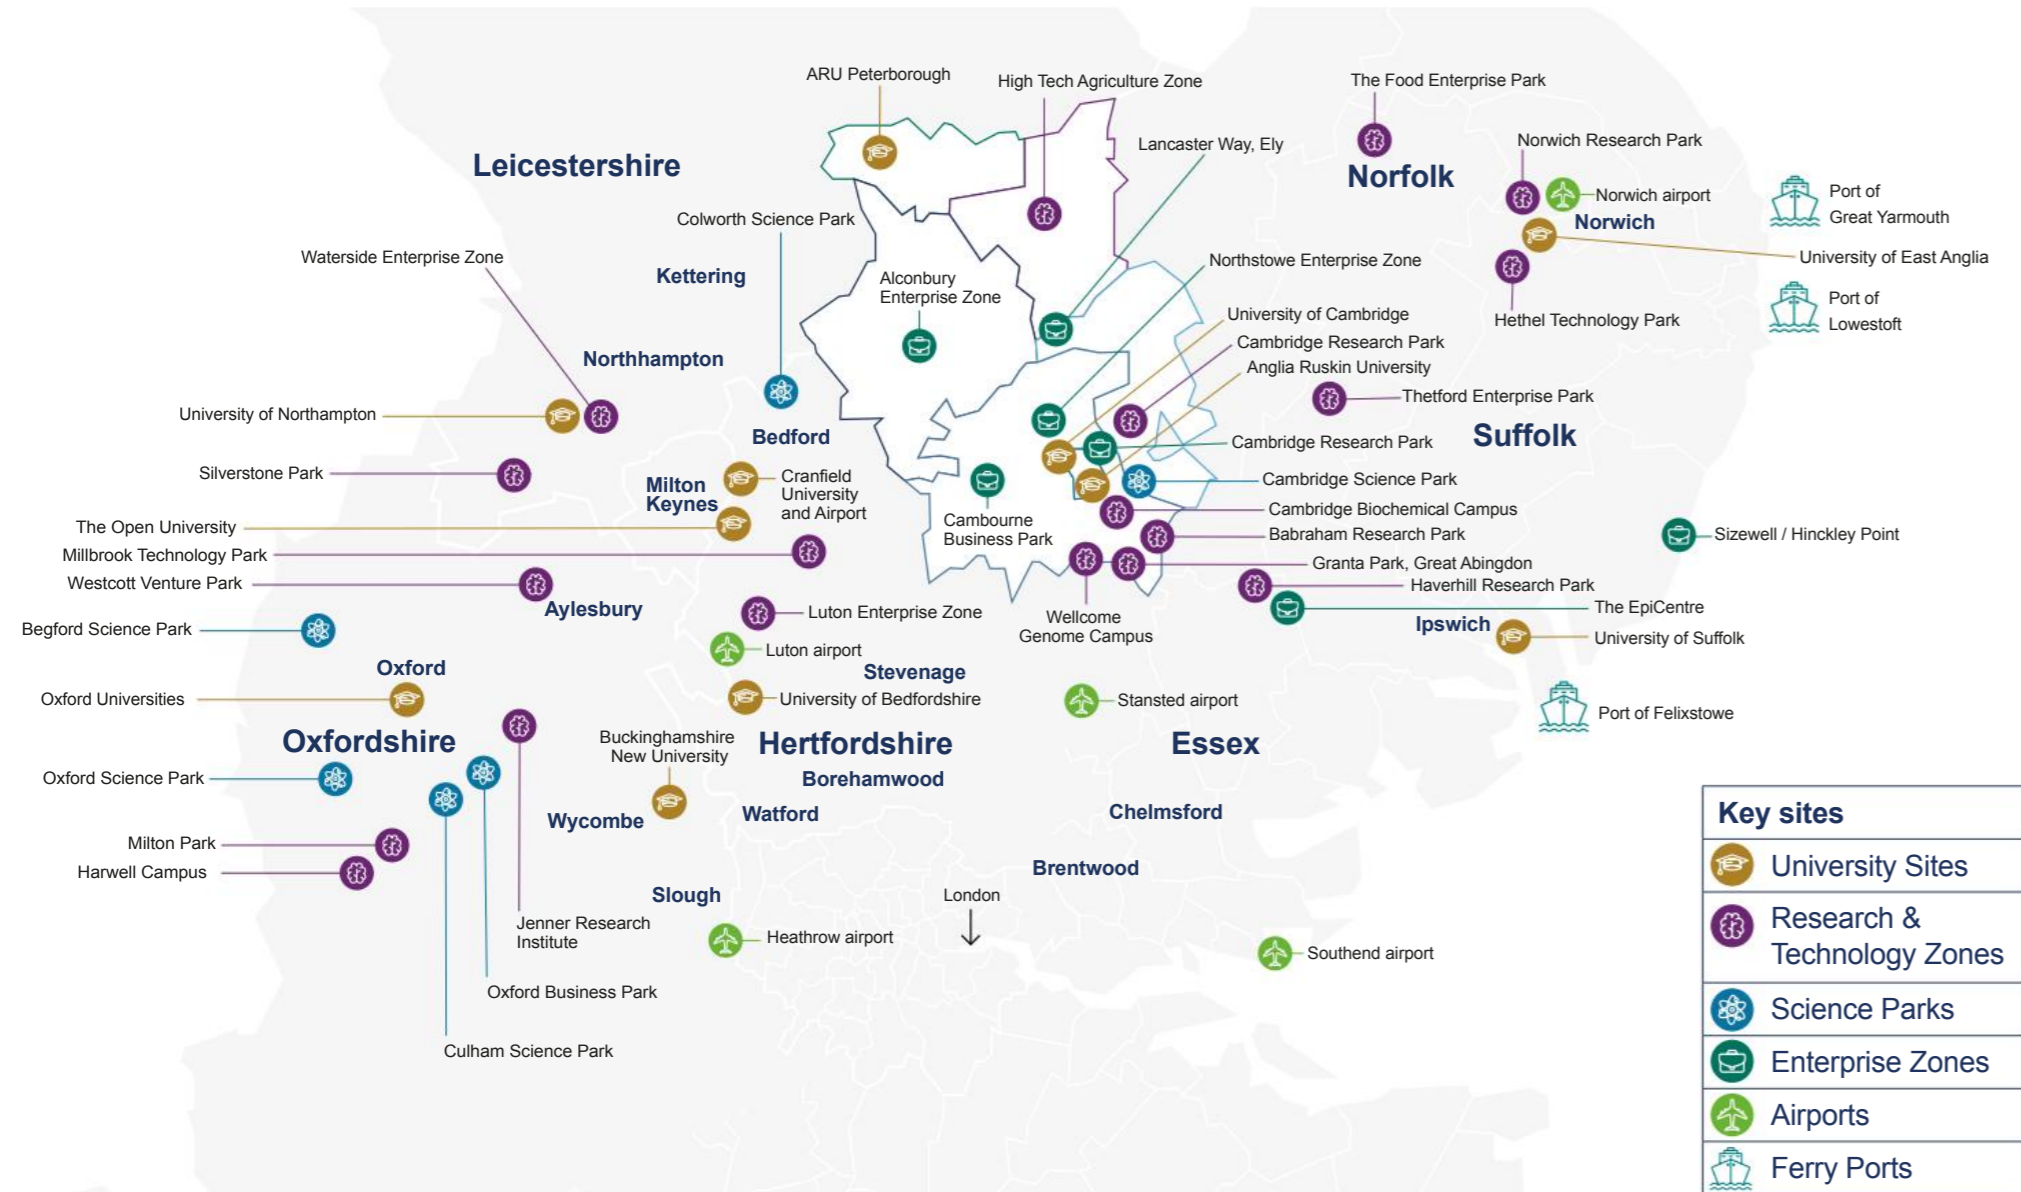 ARU Peterborough
High Tech Agriculture Zone
The Food Enterprise Park
Lancaster Way, Ely
Norwich Research Park
Leicestershire
Norfolk
Norwich airport
Port of
Great Yarmouth
Colworth Science Park
Norwich
Waterside Enterprise Zone
Kettering
Alconbury
Enterprise Zone
Northstowe Enterprise Zone
University of East Anglia
Port of
Lowestoft
University of Cambridge
Hethel Technology Park
Cambridge Research Park
Northhampton
Anglia Ruskin University
Thetford Enterprise Park
University of Northampton
Bedford
Suffolk
Cambridge Research Park
Silverstone Park
Milton
Keynes
Cranfield
University
and Airport
Cambridge Science Park
Cambridge Biochemical Campus
The Open University
Cambourne
Business Park
Babraham Research Park
Sizewell / Hinckley Point
Millbrook Technology Park
Granta Park, Great Abingdon
Westcott Venture Park
Haverhill Research Park
Aylesbury
Luton Enterprise Zone
Wellcome
Genome Campus
The EpiCentre
Begford Science Park
Ipswich
University of Suffolk
Luton airport
Oxford
Stevenage
Oxford Universities
University of Bedfordshire
Stansted airport
Port of Felixstowe
Oxfordshire
Buckinghamshire
New University
Hertfordshire
Essex
Oxford Science Park
Borehamwood
Wycombe
Watford
Chelmsford
Milton Park
Harwell Campus
Brentwood
Slough
London
Jenner Research
Institute
Heathrow airport
Southend airport
Oxford Business Park
Culham Science Park
Key sites
University Sites
Research &
Technology Zones
Science Parks
Enterprise Zones
Airports
Ferry Ports